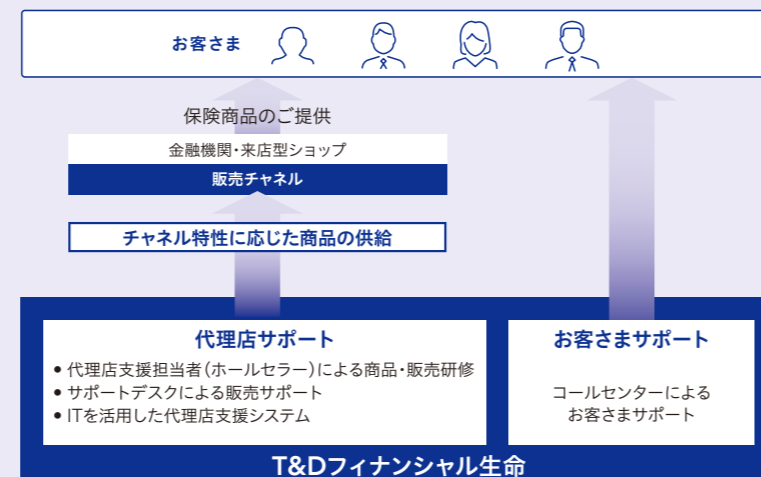 お客さま
保険商品のご提供
金融機関・来店型ショップ
販売チャネル
チャネル特性に応じた商品の供給
代理店サポート
• 代理店支援担当者（ホールセラー）による商品・販売研修
• サポートデスクによる販売サポート
• ITを活用した代理店支援システム
お客さまサポート
コールセンターによる
お客さまサポート
T&Dフィナンシャル生命